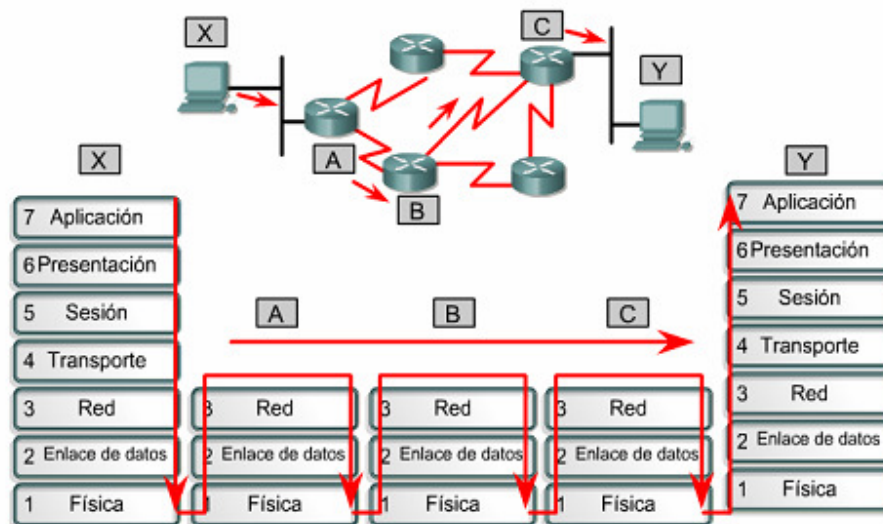 X
C
Y
A
B
X
Y
7 Aplicación
6 Presentación
5 Sesión
4 Transporte
3 Red
2 Enlace de datos
1 Física
A
B
C
3 Red
2 Enlace de datos
1 Física
3 Red
2 Enlace de datos
1 Física
3 Red
2 Enlace de datos
1 Física
7 Aplicación
6 Presentación
5 Sesión
4 Transporte
3 Red
2 Enlace de datos
1 Física